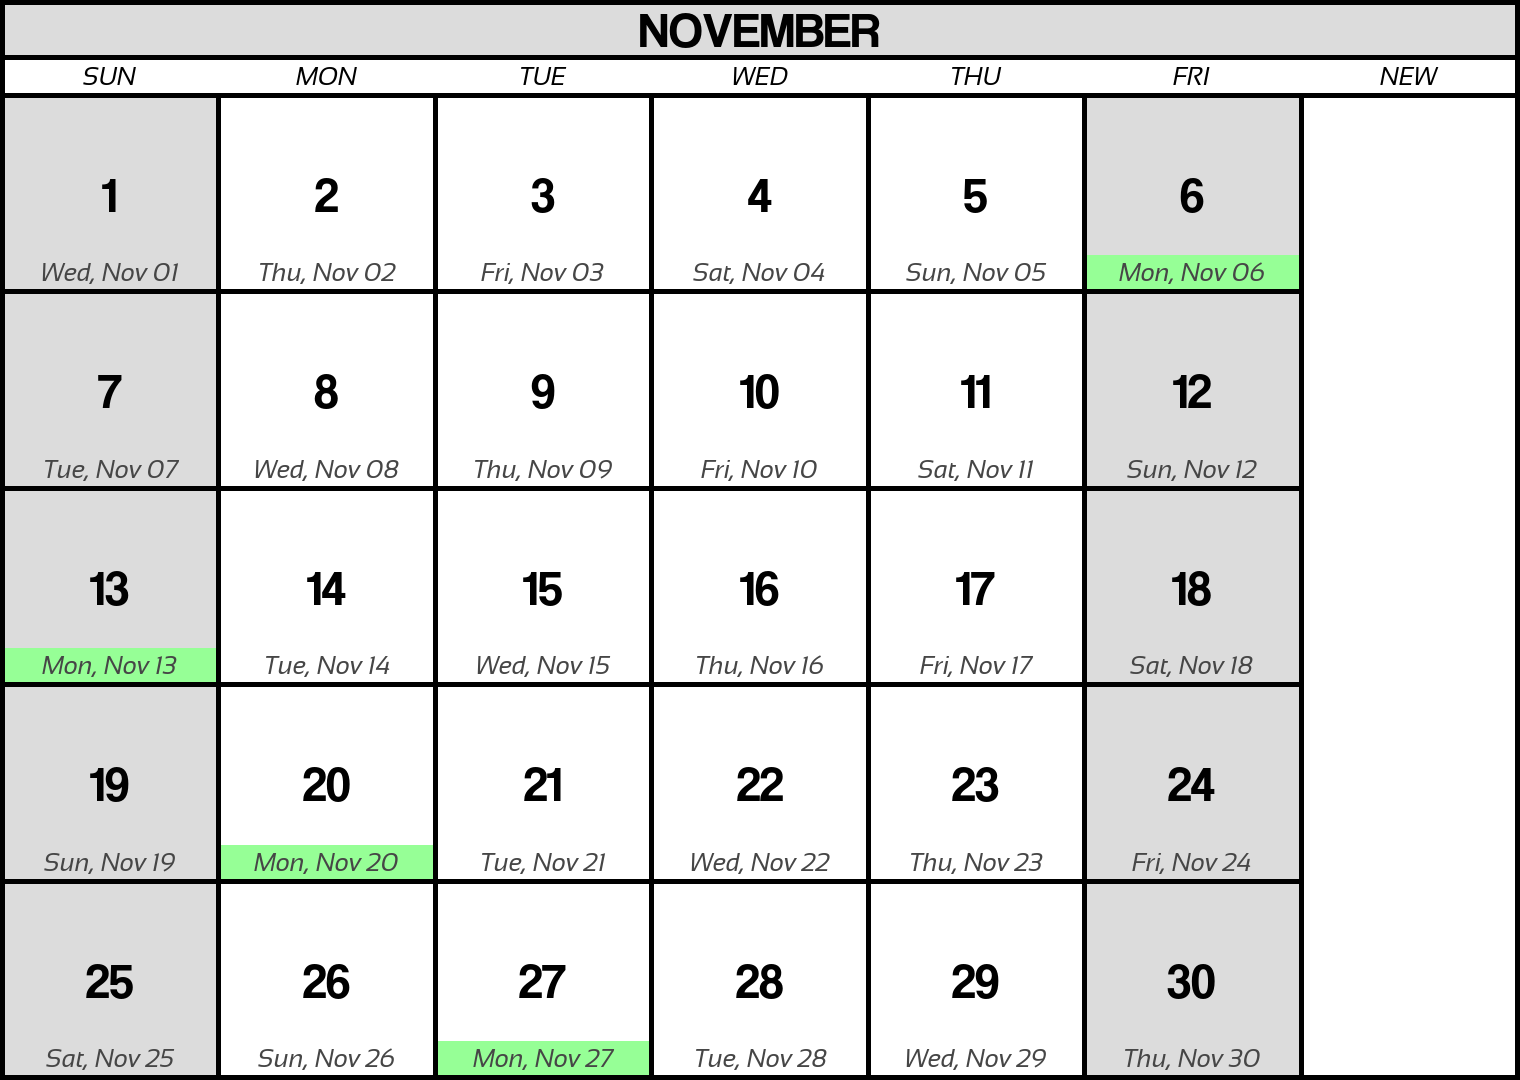 NOVEMBER
SUN MON TUE WED THU FRI NEW
1 2 3 4 5 6
Wed, Nov 01 Thu, Nov 02 Fri, Nov 03 Sat, Nov 04 Sun, Nov 05 Mon, Nov 06
7 8 9 10 11 12
Tue, Nov 07 Wed, Nov 08 Thu, Nov 09 Fri, Nov 10 Sat, Nov 11 Sun, Nov 12
13 14 15 16 17 18
Mon, Nov 13 Tue, Nov 14 Wed, Nov 15 Thu, Nov 16 Fri, Nov 17 Sat, Nov 18
19 20 21 22 23 24
Sun, Nov 19 Mon, Nov 20 Tue, Nov 21 Wed, Nov 22 Thu, Nov 23 Fri, Nov 24
25 26 27 28 29 30
Sat, Nov 25 Sun, Nov 26 Mon, Nov 27 Tue, Nov 28 Wed, Nov 29 Thu, Nov 30